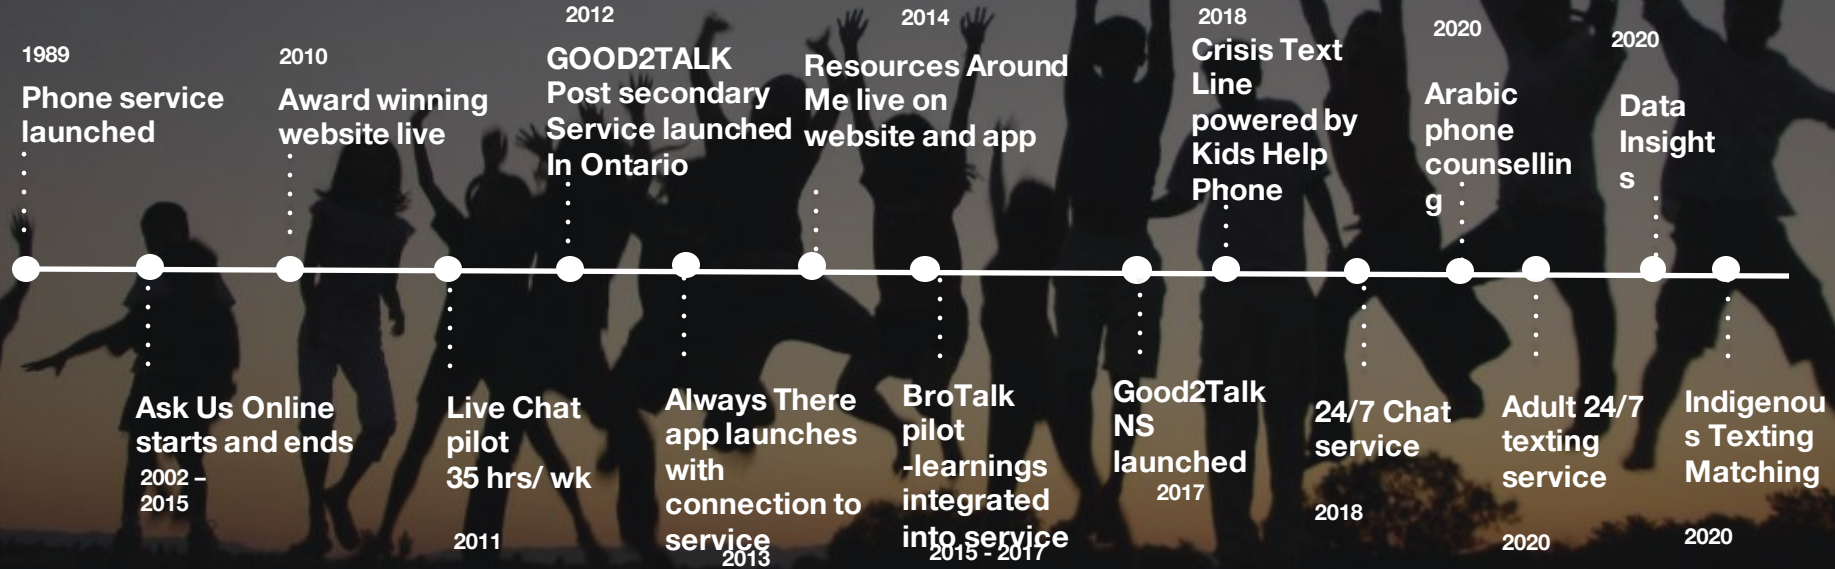 1989
Phone service
launched
2010
Award winning
website live
2012
GOOD2TALK
Post secondary
Service launched
In Ontario
2014
Resources Around
Me live on
website and app
2018
Crisis Text
Line
powered by
Kids Help
Phone
2020
Arabic
phone
counsellin
g
2020
Data
Insight
s
Ask Us Online
starts and ends
2002 –
2015
Live Chat
pilot
35 hrs/ wk
2011
Always There
app launches
with
connection to
service
2013
BroTalk
pilot
-learnings
integrated
into service
2015 - 2017
Good2Talk
NS
launched
2017
24/7 Chat
service
2018
Adult 24/7
texting
service
2020
Indigenou
s Texting
Matching
2020